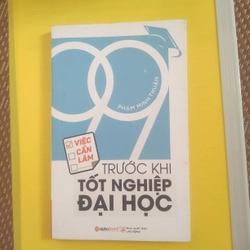 99
PHẠM MINH THUẬN
VIỆC
CẦN
LÀM
TRƯỚC KHI
TỐT NGHIỆP
ĐẠI HỌC